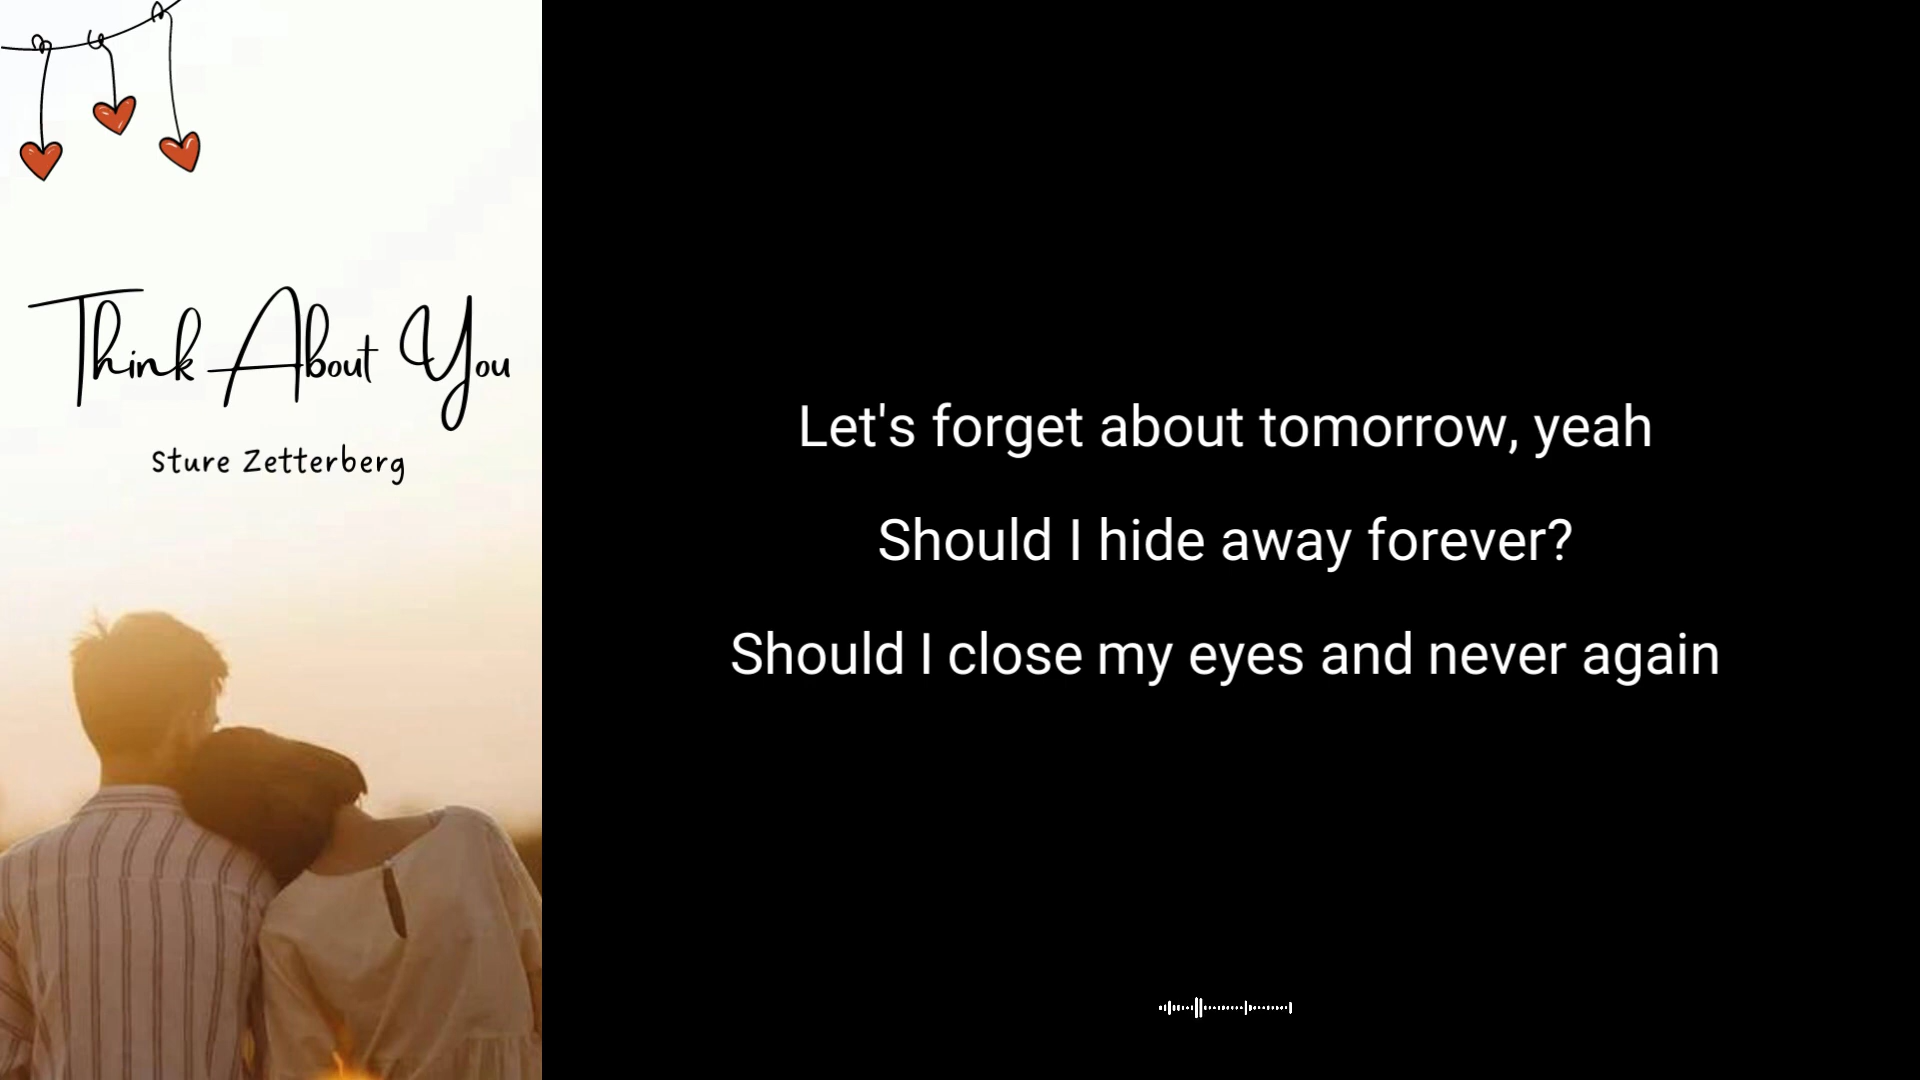 Think About You
Sture Zetterberg
Let's forget about tomorrow, yeah
Should I hide away forever?
Should I close my eyes and never again